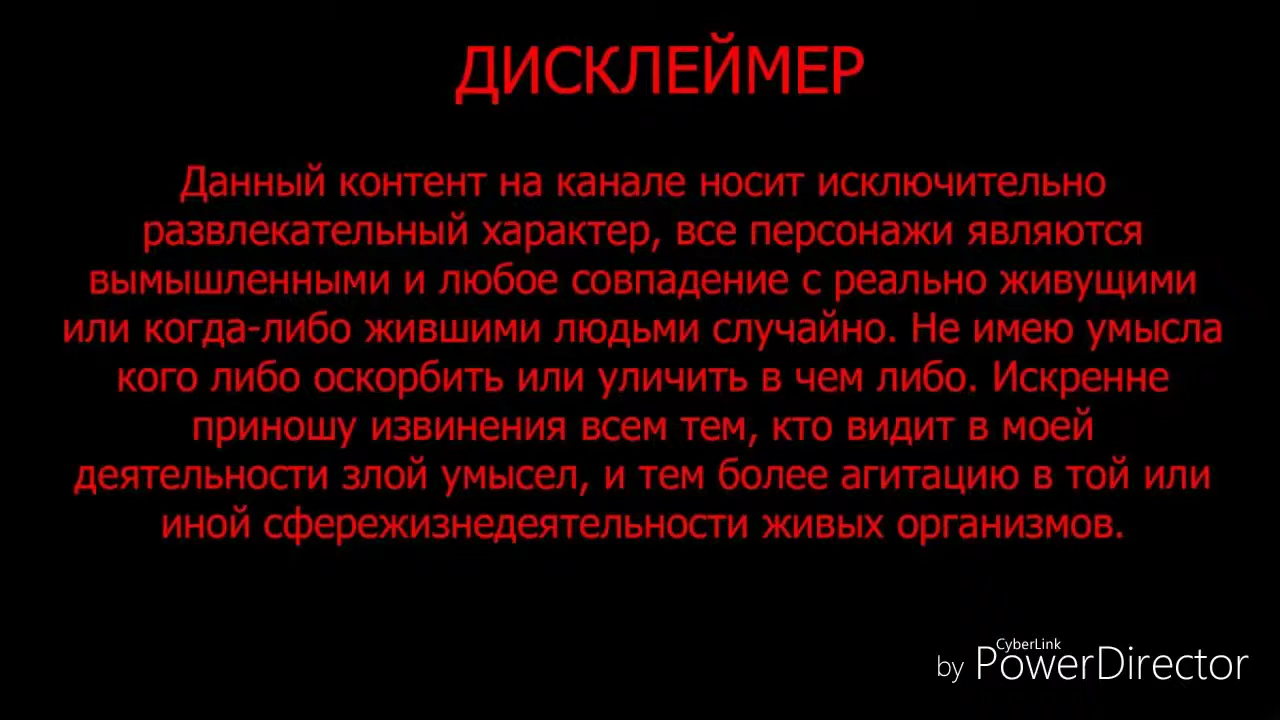 ДИСКЛЕЙМЕР
Данный контент на канале носит исключительно
развлекательный характер, все персонажи являются
вымышленными и любое совпадение с реально живущими
или когда-либо жившими людьми случайно. Не имею умысла
кого либо оскорбить или уличить в чем либо. Искренне
приношу извинения всем тем, кто видит в моей
деятельности злой умысел, и тем более агитацию в той или
иной сфережизнедеятельности живых организмов.
CyberLink
by PowerDirector